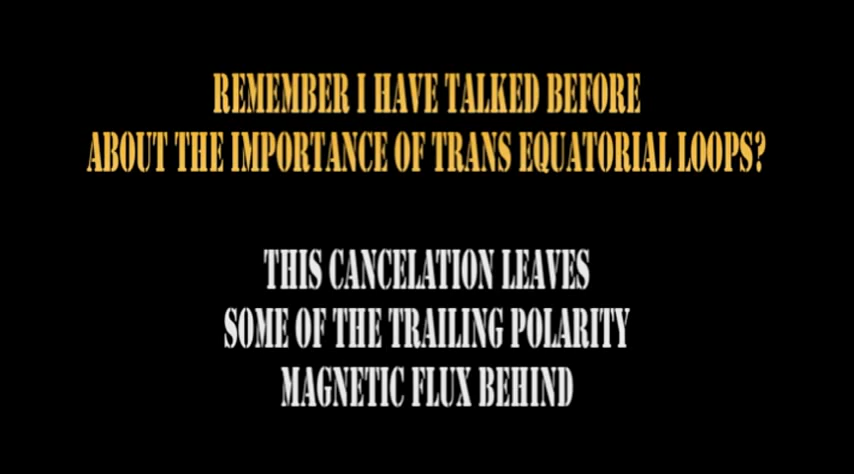 REMEMBER I HAVE TALKED BEFORE
ABOUT THE IMPORTANCE OF TRANS EQUATORIAL LOOPS?
THIS CANCELATION LEAVES
SOME OF THE TRAILING POLARITY
MAGNETIC FLUX BEHIND